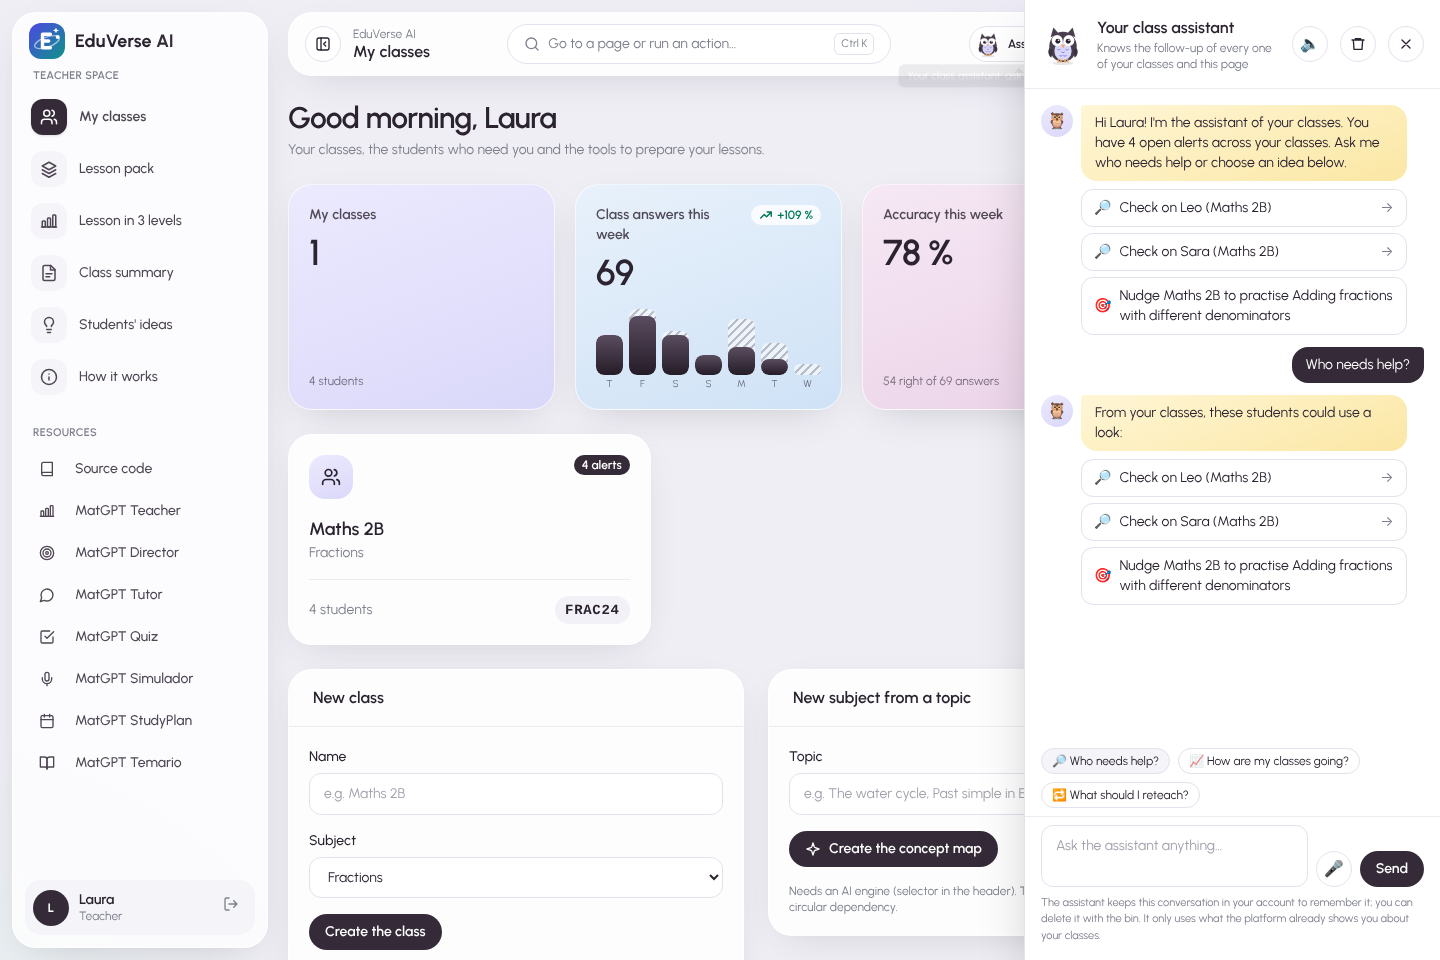 EduVerse AI
TEACHER SPACE
My classes
Lesson pack
Lesson in 3 levels
Class summary
Students' ideas
How it works
RESOURCES
Source code
MatGPT Teacher
MatGPT Director
MatGPT Tutor
MatGPT Quiz
MatGPT Simulador
MatGPT StudyPlan
MatGPT Temario
L
Laura
Teacher
EduVerse AI
My classes
Go to a page or run an action...
Ctrl K
Ass
Your class assistant: ask
Good morning, Laura
Your classes, the students who need you and the tools to prepare your lessons.
My classes
1
4 students
Class answers this
week
+109 %
69
T F S S M T W
Accuracy this week
78 %
54 right of 69 answers
4 alerts
Maths 2B
Fractions
4 students
FRAC24
New class
Name
e.g. Maths 2B
Subject
Fractions
Create the class
New subject from a topic
Topic
e.g. The water cycle, Past simple in E
Create the concept map
Needs an AI engine (selector in the header). T
circular dependency.
Your class assistant
Knows the follow-up of every one
of your classes and this page
Hi Laura! I'm the assistant of your classes. You
have 4 open alerts across your classes. Ask me
who needs help or choose an idea below.
Check on Leo (Maths 2B)
Check on Sara (Maths 2B)
Nudge Maths 2B to practise Adding fractions
with different denominators
Who needs help?
From your classes, these students could use a
look:
Check on Leo (Maths 2B)
Check on Sara (Maths 2B)
Nudge Maths 2B to practise Adding fractions
with different denominators
Who needs help?
How are my classes going?
What should I reteach?
Ask the assistant anything...
Send
The assistant keeps this conversation in your account to remember it; you can
delete it with the bin. It only uses what the platform already shows you about
your classes.